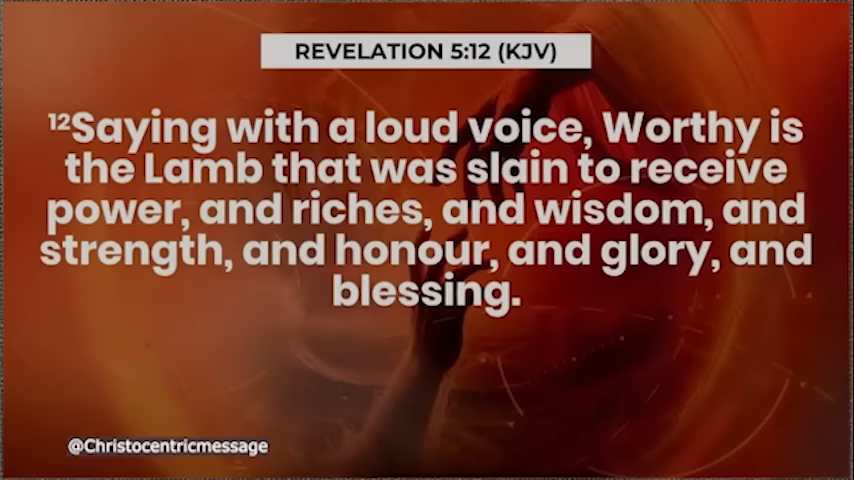 REVELATION 5:12 (KJV)
¹²Saying with a loud voice, Worthy is
the Lamb that was slain to receive
power, and riches, and wisdom, and
strength, and honour, and glory, and
blessing.
@Christocentricmessage